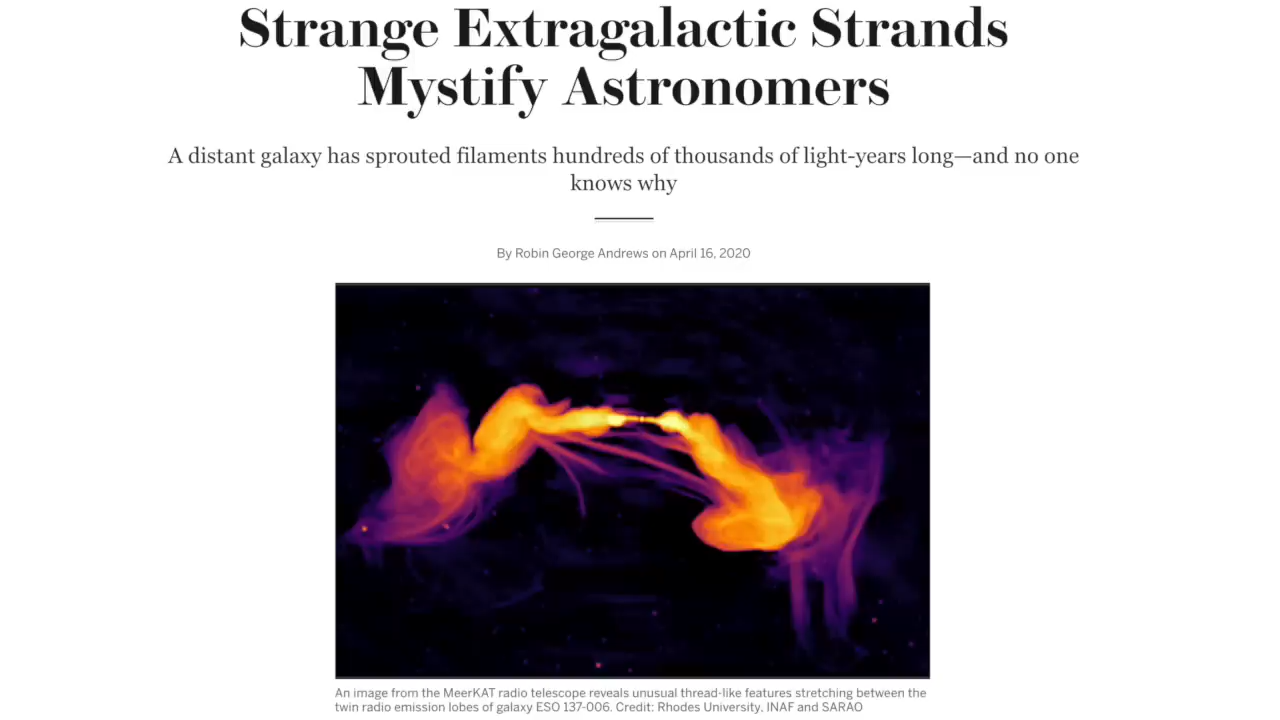 Strange Extragalactic Strands
Mystify Astronomers
A distant galaxy has sprouted filaments hundreds of thousands of light-years long—and no one
knows why
By Robin George Andrews on April 16, 2020
An image from the MeerKAT radio telescope reveals unusual thread-like features stretching between the
twin radio emission lobes of galaxy ESO 137-006. Credit: Rhodes University, INAF and SARAO